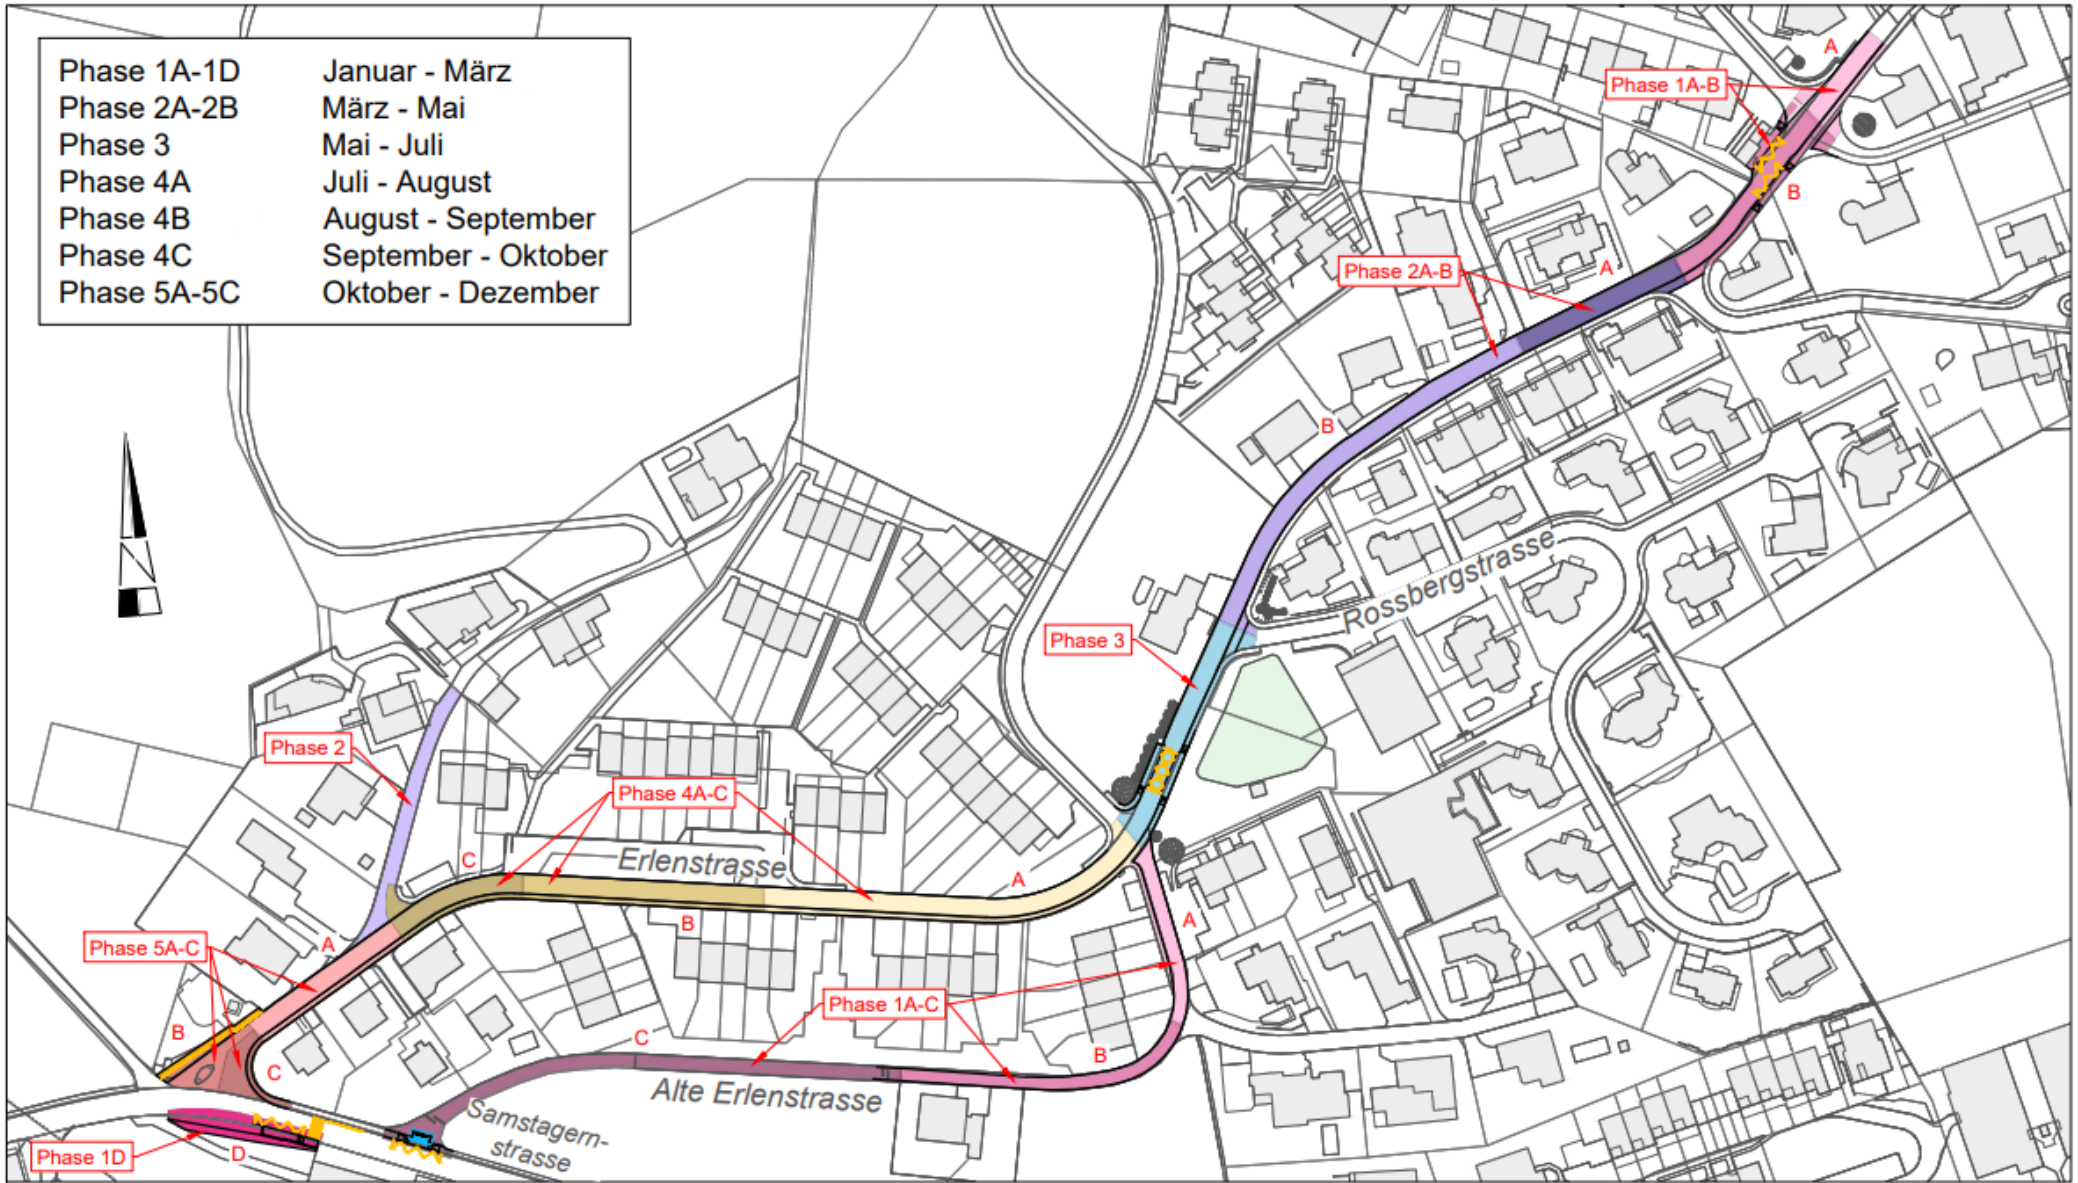 Phase 1A-1D Januar - März
Phase 2A-2B März - Mai
Phase 3 Mai - Juli
Phase 4A Juli - August
Phase 4B August - September
Phase 4C September - Oktober
Phase 5A-5C Oktober - Dezember
A
Phase 1A-B
B
A
Phase 2A-B
B
N
Rossbergstrasse
Phase 3
Phase 2
Phase 4A-C
C
Erlenstrasse
A
B
A
A
Phase 5A-C
Phase 1A-C
B
C
B
C
Alte Erlenstrasse
Samstagern-
strasse
Phase 1D
D